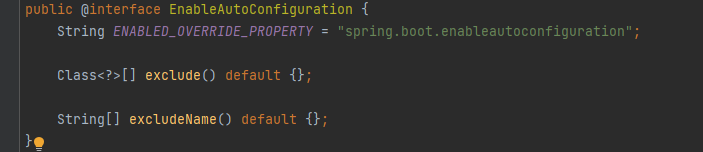 public @interface EnableAutoConfiguration {
String ENABLED_OVERRIDE_PROPERTY = "spring.boot.enableautoconfiguration";
Class<?>[] exclude() default {};
String[] excludeName() default {};
}